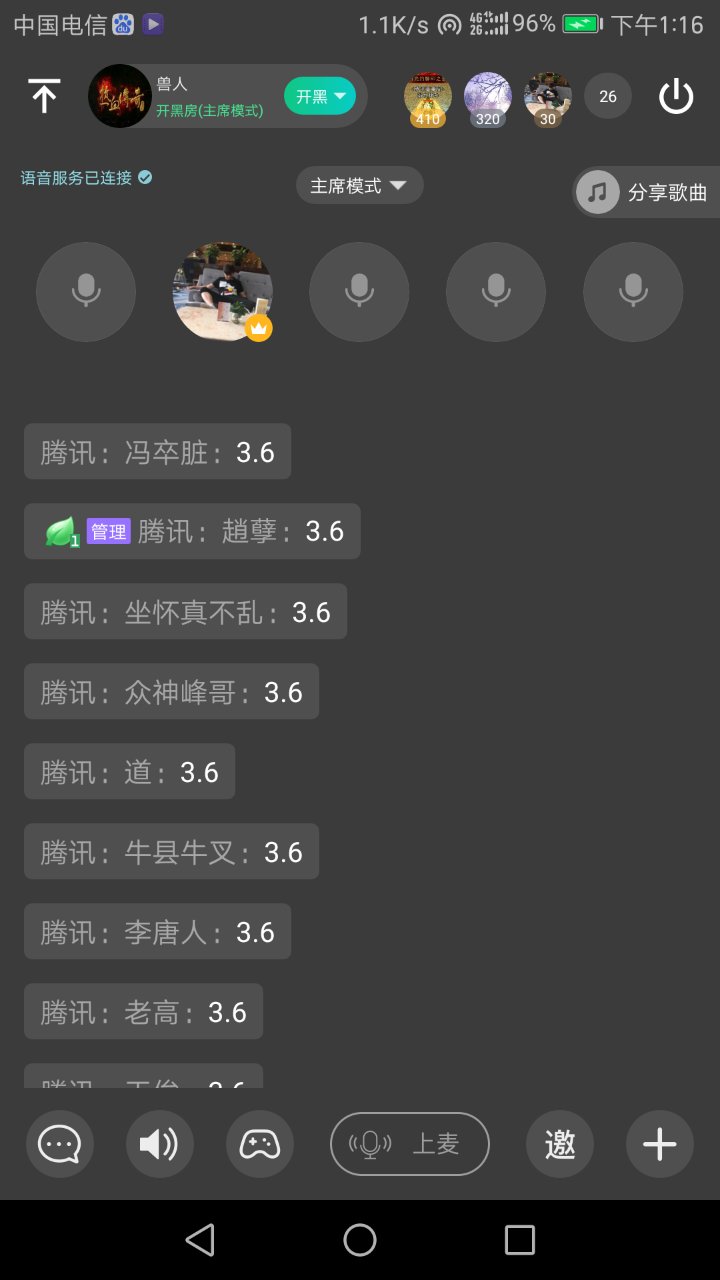 中国电信 1.1K/s 4G 2G 96% 下午1:16
兽人
开黑房(主席模式)
开黑
410
320
30
26
语音服务已连接
主席模式
分享歌曲
腾讯：冯卒脏：3.6
1 管理 腾讯：趙孽：3.6
腾讯：坐怀真不乱：3.6
腾讯：众神峰哥：3.6
腾讯：道：3.6
腾讯：牛县牛叉：3.6
腾讯：李唐人：3.6
腾讯：老高：3.6
上麦
邀